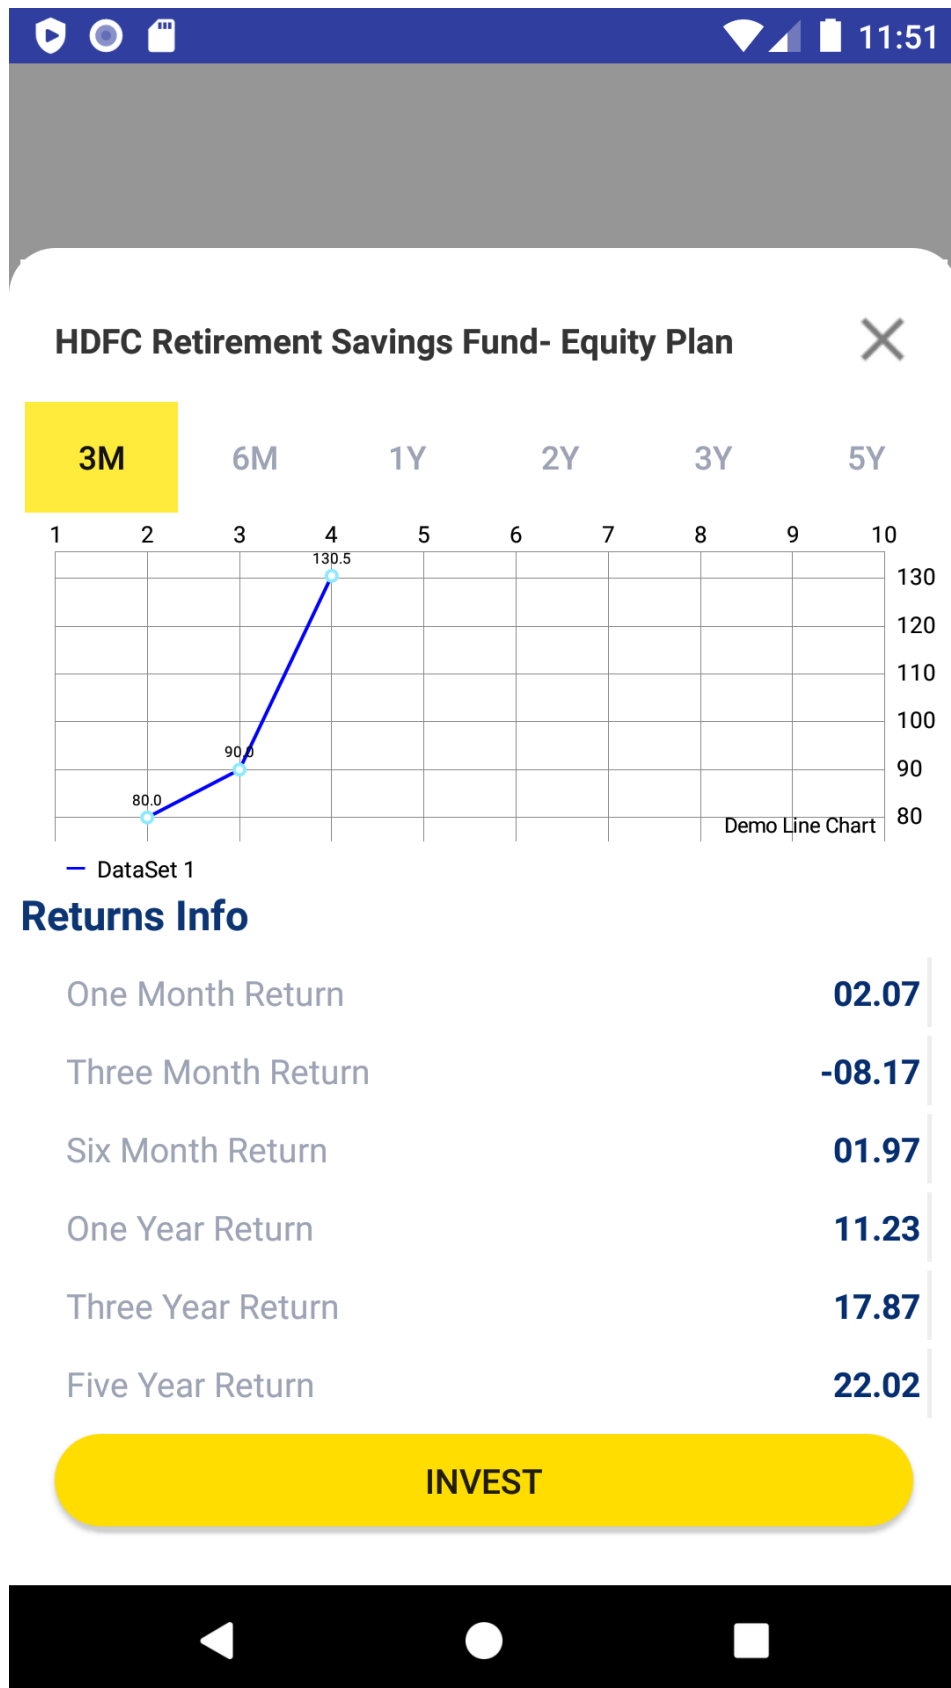 11:51
HDFC Retirement Savings Fund- Equity Plan
3M 6M 1Y 2Y 3Y 5Y
1 2 3 4 5 6 7 8 9 10
130.5
130
120
110
100
90.0
90
80.0
80
Demo Line Chart
DataSet 1
Returns Info
One Month Return 02.07
Three Month Return -08.17
Six Month Return 01.97
One Year Return 11.23
Three Year Return 17.87
Five Year Return 22.02
INVEST